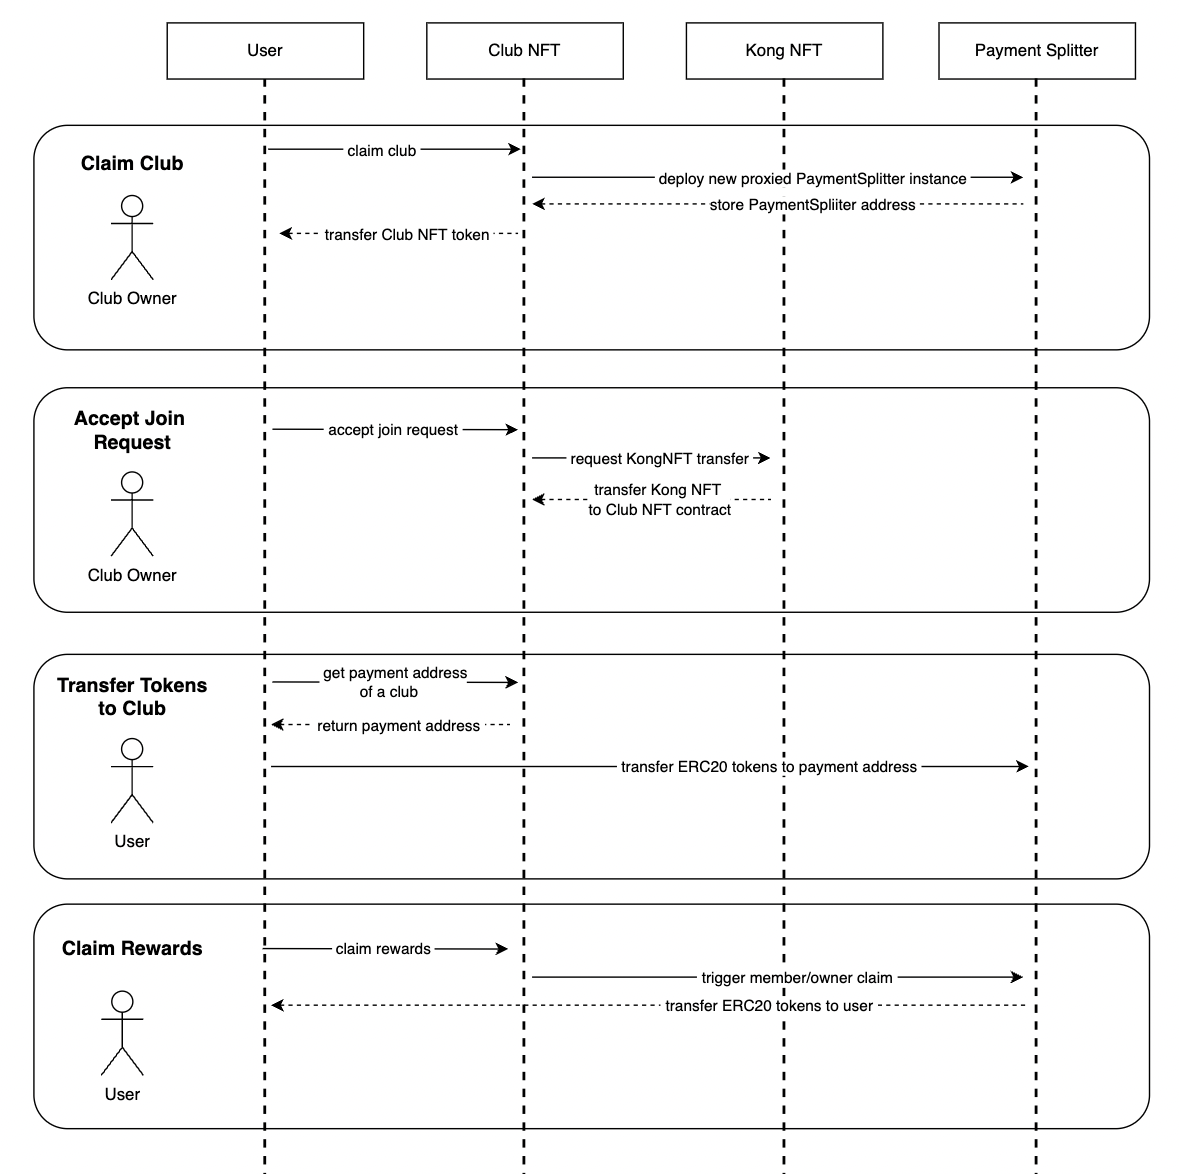 User
Club NFT
Kong NFT
Payment Splitter
Claim Club
claim club
deploy new proxied PaymentSplitter instance
store PaymentSpliiter address
transfer Club NFT token
Club Owner
Accept Join
Request
accept join request
request KongNFT transfer
transfer Kong NFT
to Club NFT contract
Club Owner
Transfer Tokens
to Club
get payment address
of a club
return payment address
transfer ERC20 tokens to payment address
User
Claim Rewards
claim rewards
trigger member/owner claim
transfer ERC20 tokens to user
User